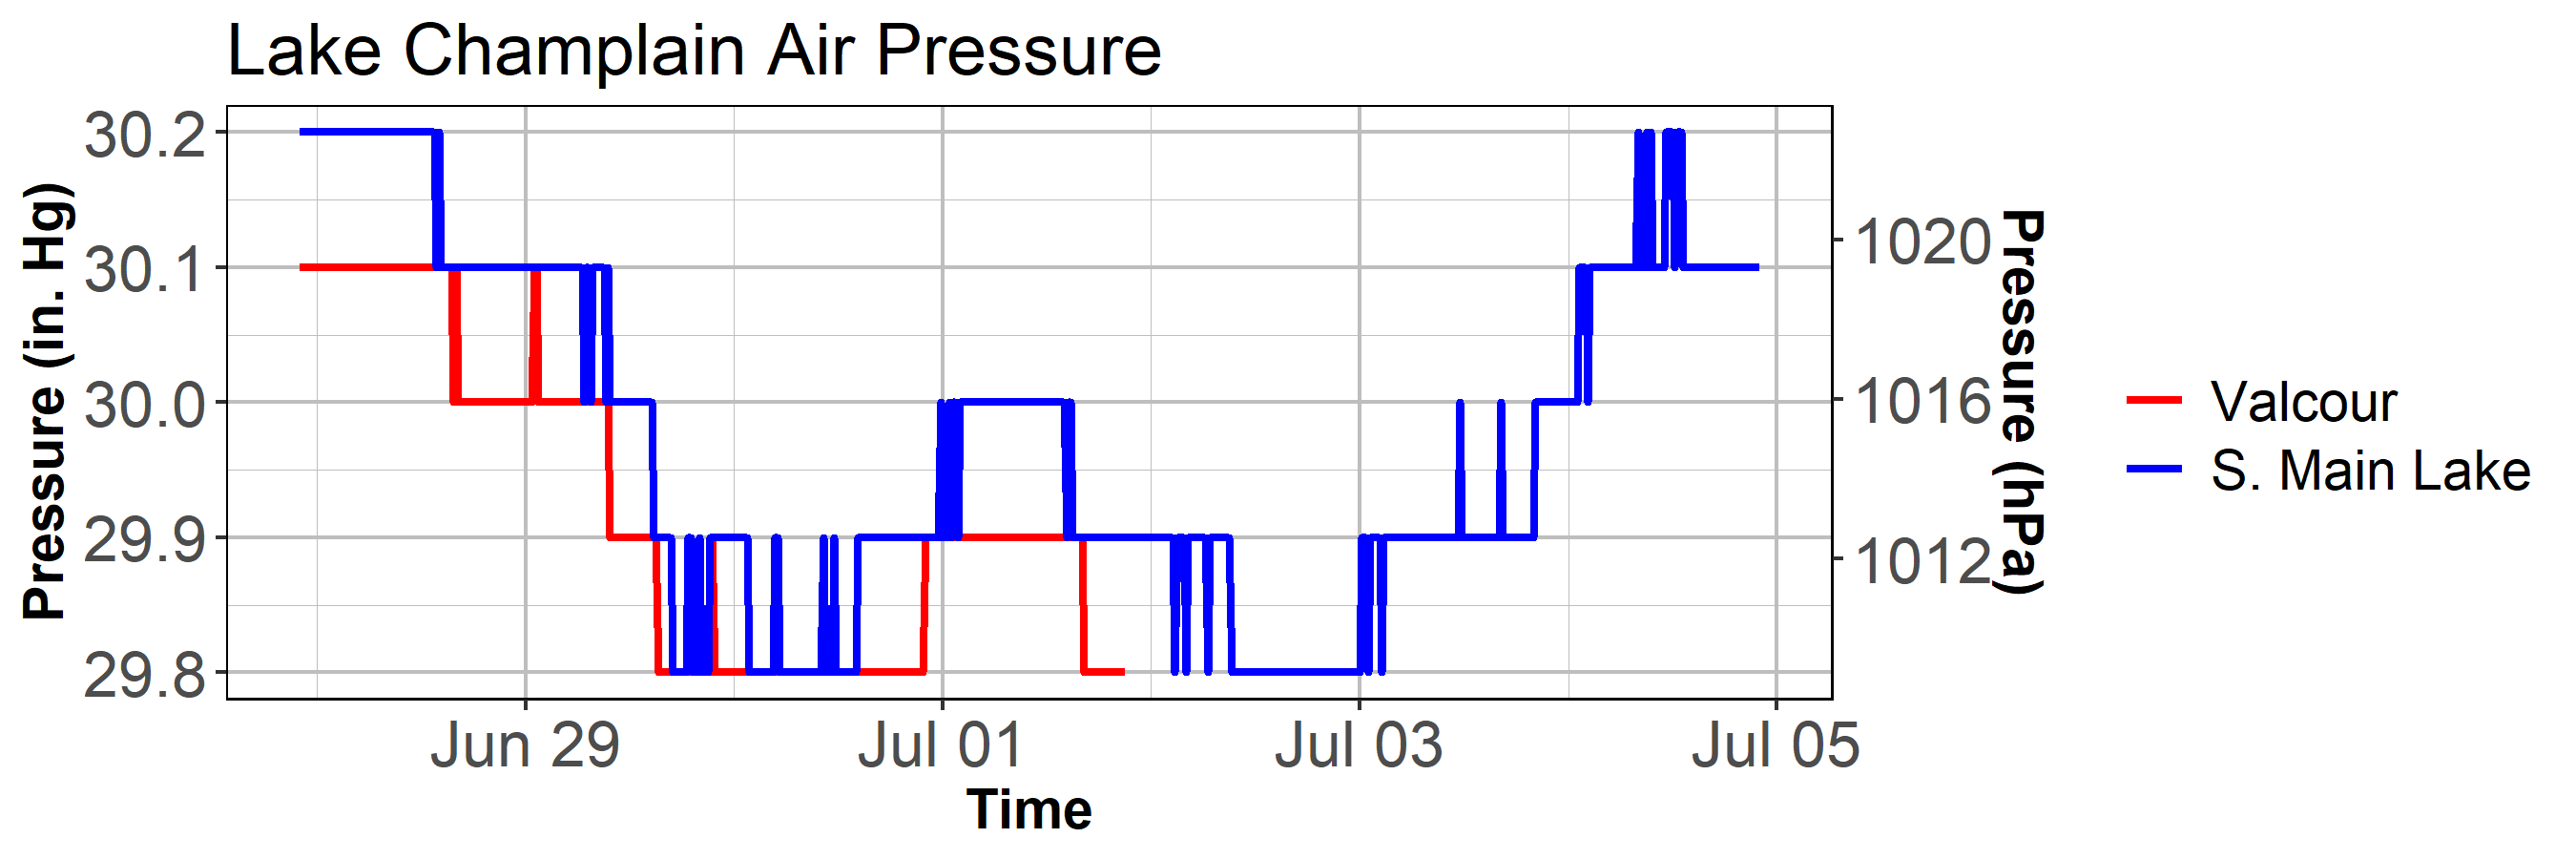 Lake Champlain Air Pressure
30.2
30.1
30.0
29.9
29.8
Pressure (in. Hg)
1020
1016
1012
Pressure (hPa)
Jun 29
Jul 01
Jul 03
Jul 05
Time
Valcour
S. Main Lake